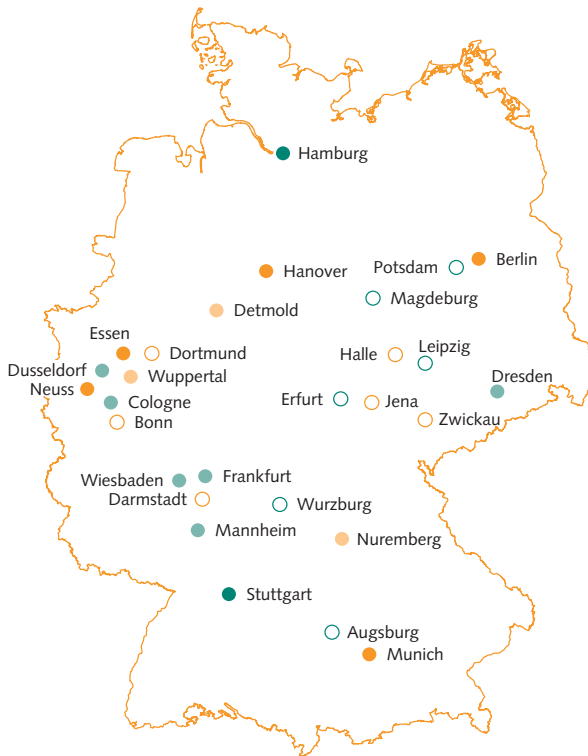 Hamburg
Berlin
Potsdam
Hanover
Magdeburg
Detmold
Essen
Dortmund
Halle
Leipzig
Dusseldorf
Wuppertal
Neuss
Dresden
Cologne
Erfurt
Jena
Bonn
Zwickau
Frankfurt
Wiesbaden
Darmstadt
Wurzburg
Mannheim
Nuremberg
Stuttgart
Augsburg
Munich